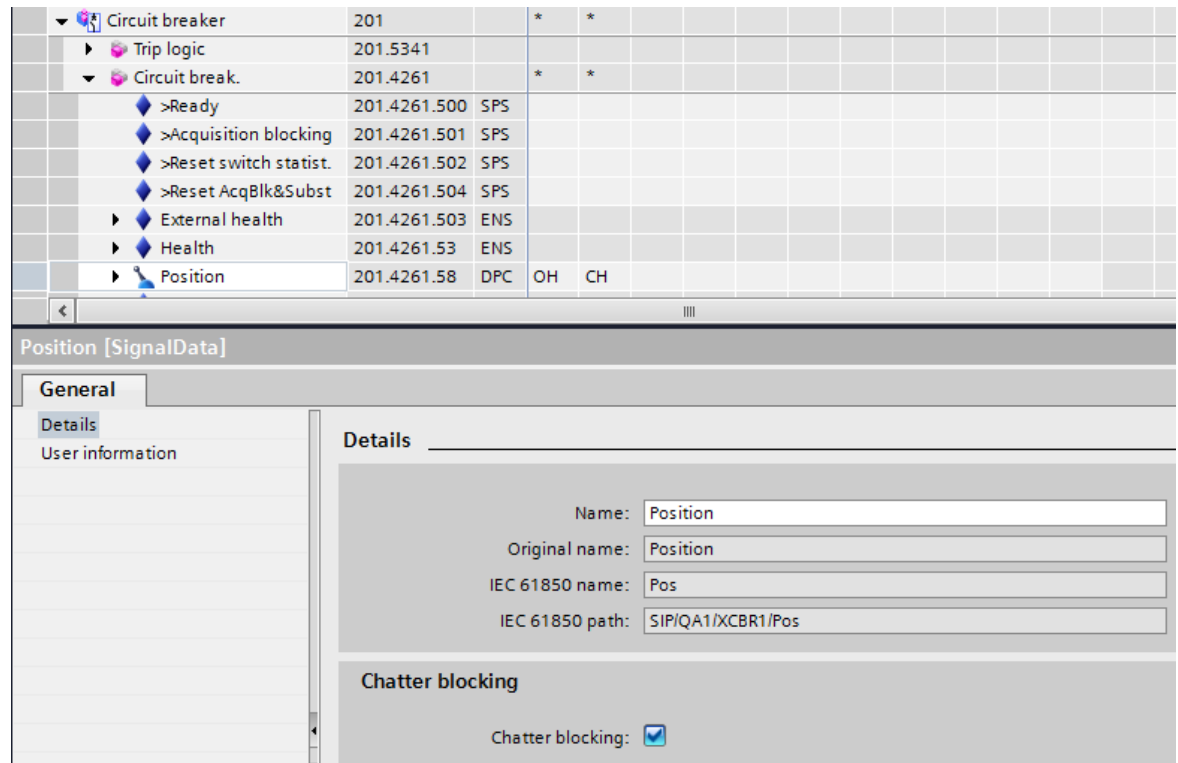 Circuit breaker 201 * *
Trip logic 201.5341
Circuit break. 201.4261 * *
>Ready 201.4261.500 SPS
>Acquisition blocking 201.4261.501 SPS
>Reset switch statist. 201.4261.502 SPS
>Reset AcqBlk&Subst 201.4261.504 SPS
External health 201.4261.503 ENS
Health 201.4261.53 ENS
Position 201.4261.58 DPC OH CH
Position [SignalData]
General
Details
User information
Details
Name: Position
Original name: Position
IEC 61850 name: Pos
IEC 61850 path: SIP/QA1/XCBR1/Pos
Chatter blocking
Chatter blocking: